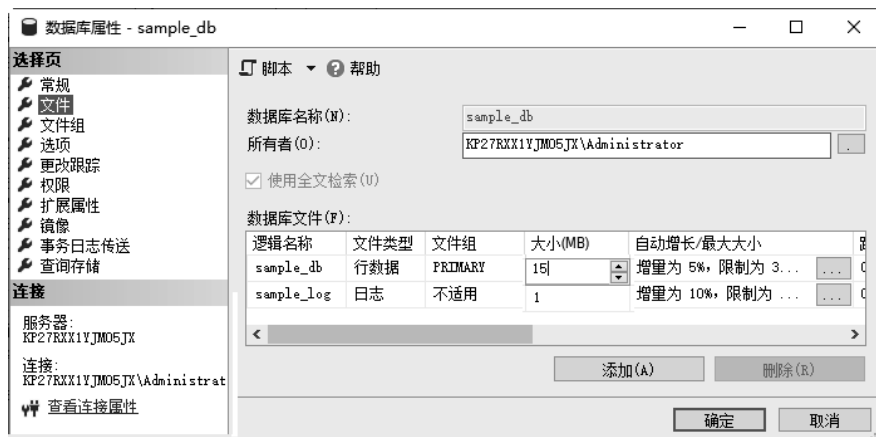 数据库属性 - sample_db
选择页
常规
文件
文件组
选项
更改跟踪
权限
扩展属性
镜像
事务日志传送
查询存储
连接
服务器:
KP27RXX1YJMO5JX
连接:
KP27RXX1YJMO5JX\Administrat
查看连接属性
脚本 帮助
数据库名称(N): sample_db
所有者(O): KP27RXX1YJMO5JX\Administrator
使用全文检索(U)
数据库文件(F):
逻辑名称 文件类型 文件组 大小(MB) 自动增长/最大大小
sample_db 行数据 PRIMARY 15 增量为 5%，限制为 3... ...
sample_log 日志 不适用 1 增量为 10%，限制为 ... ...
添加(A) 删除(R)
确定 取消